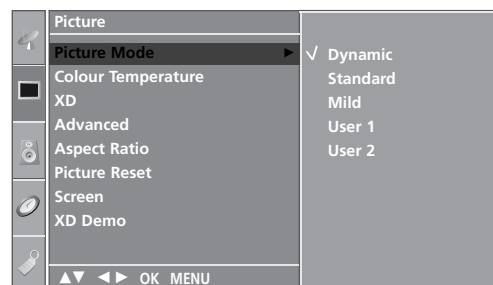 Picture
Picture Mode ►
Colour Temperature
XD
Advanced
Aspect Ratio
Picture Reset
Screen
XD Demo
▲▼ ◄► OK MENU
√ Dynamic
Standard
Mild
User 1
User 2